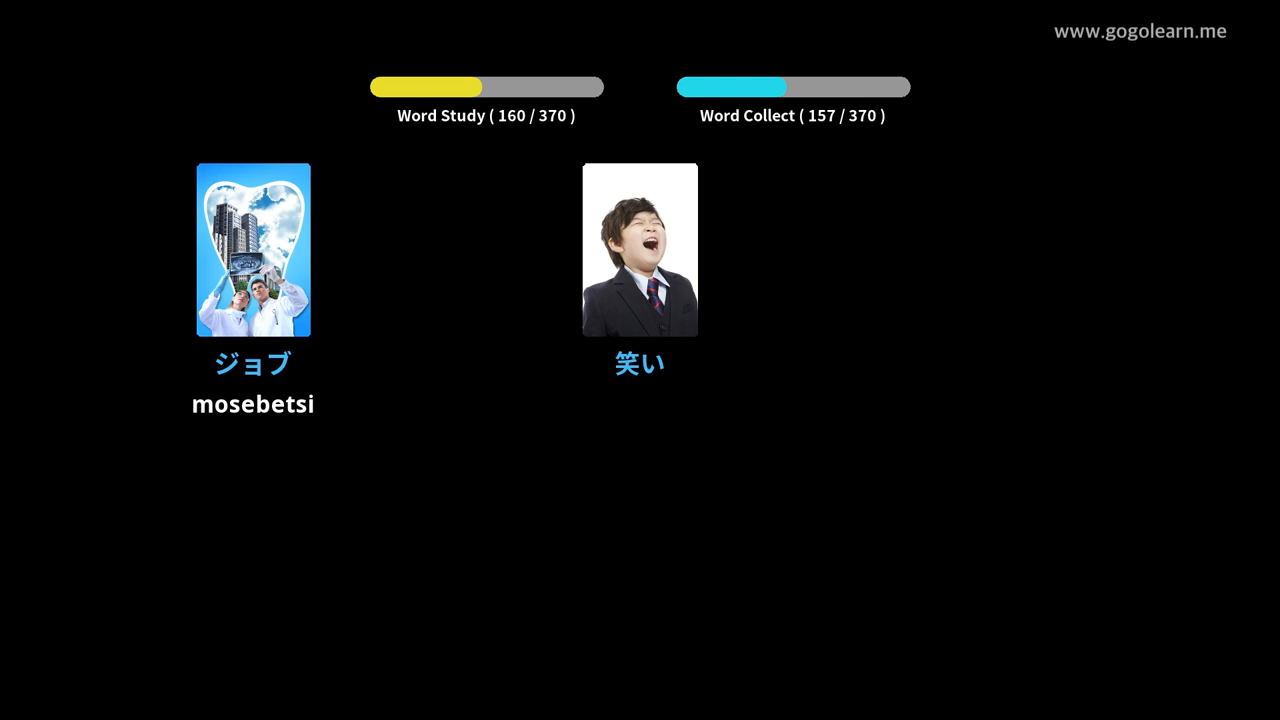 www.gogolearn.me
Word Study ( 160 / 370 )
Word Collect ( 157 / 370 )
ジョブ
笑い
mosebetsi